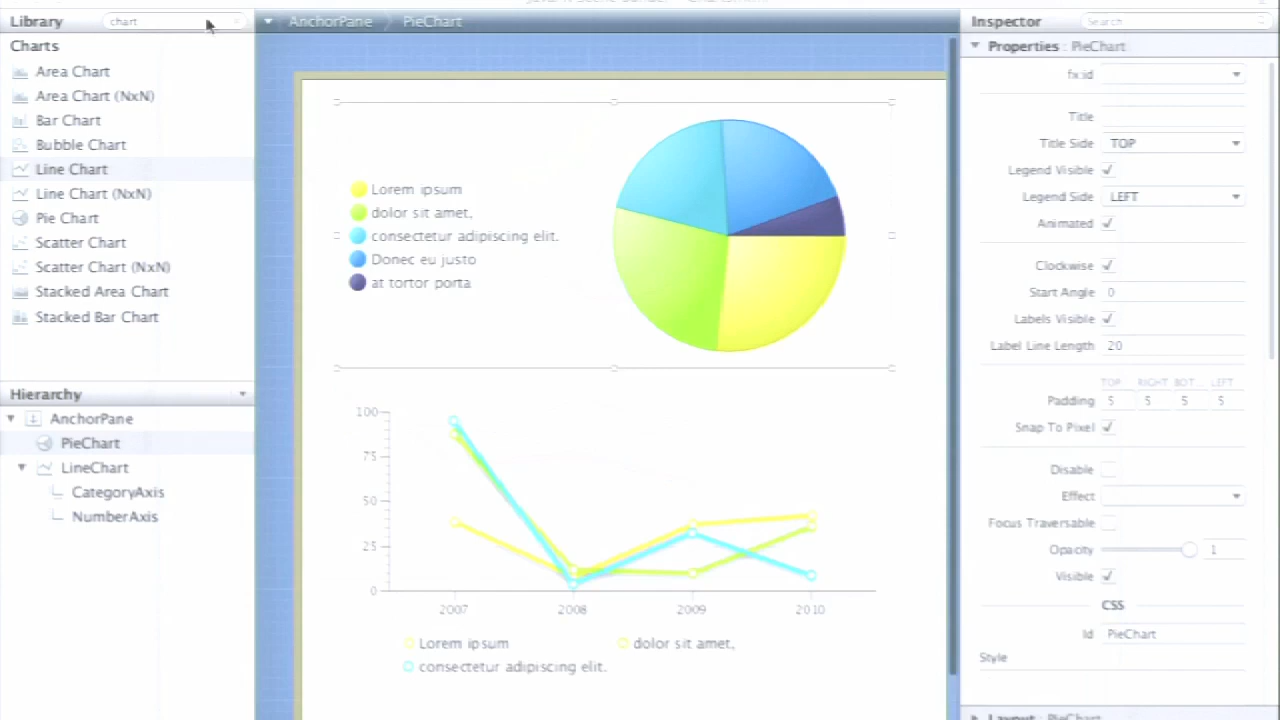 Library
chart
AnchorPane
PieChart
Inspector
Search
Charts
Area Chart
Area Chart (NxN)
Bar Chart
Bubble Chart
Line Chart
Line Chart (NxN)
Pie Chart
Scatter Chart
Scatter Chart (NxN)
Stacked Area Chart
Stacked Bar Chart
Hierarchy
AnchorPane
PieChart
LineChart
CategoryAxis
NumberAxis
Lorem ipsum
dolor sit amet,
consectetur adipiscing elit.
Donec eu justo
at tortor porta
100
75
50
25
0
2007 2008 2009 2010
Lorem ipsum
dolor sit amet,
consectetur adipiscing elit.
Properties : PieChart
fx:id
Title
Title Side TOP
Legend Visible
Legend Side LEFT
Animated
Clockwise
Start Angle 0
Labels Visible
Label Line Length 20
TOP RIGHT BOT... LEFT
Padding 5 5 5 5
Snap To Pixel
Disable
Effect
Focus Traversable
Opacity 1
Visible
CSS
Id PieChart
Style
Layout : PieChart